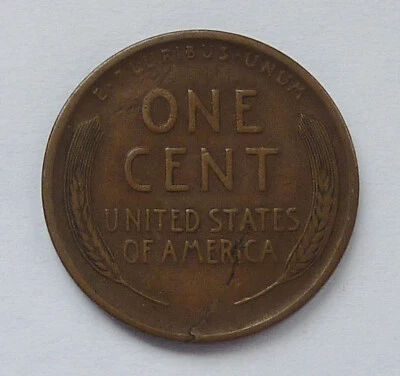 E·PLURIBUS·UNUM
ONE
CENT
UNITED STATES
OF AMERICA